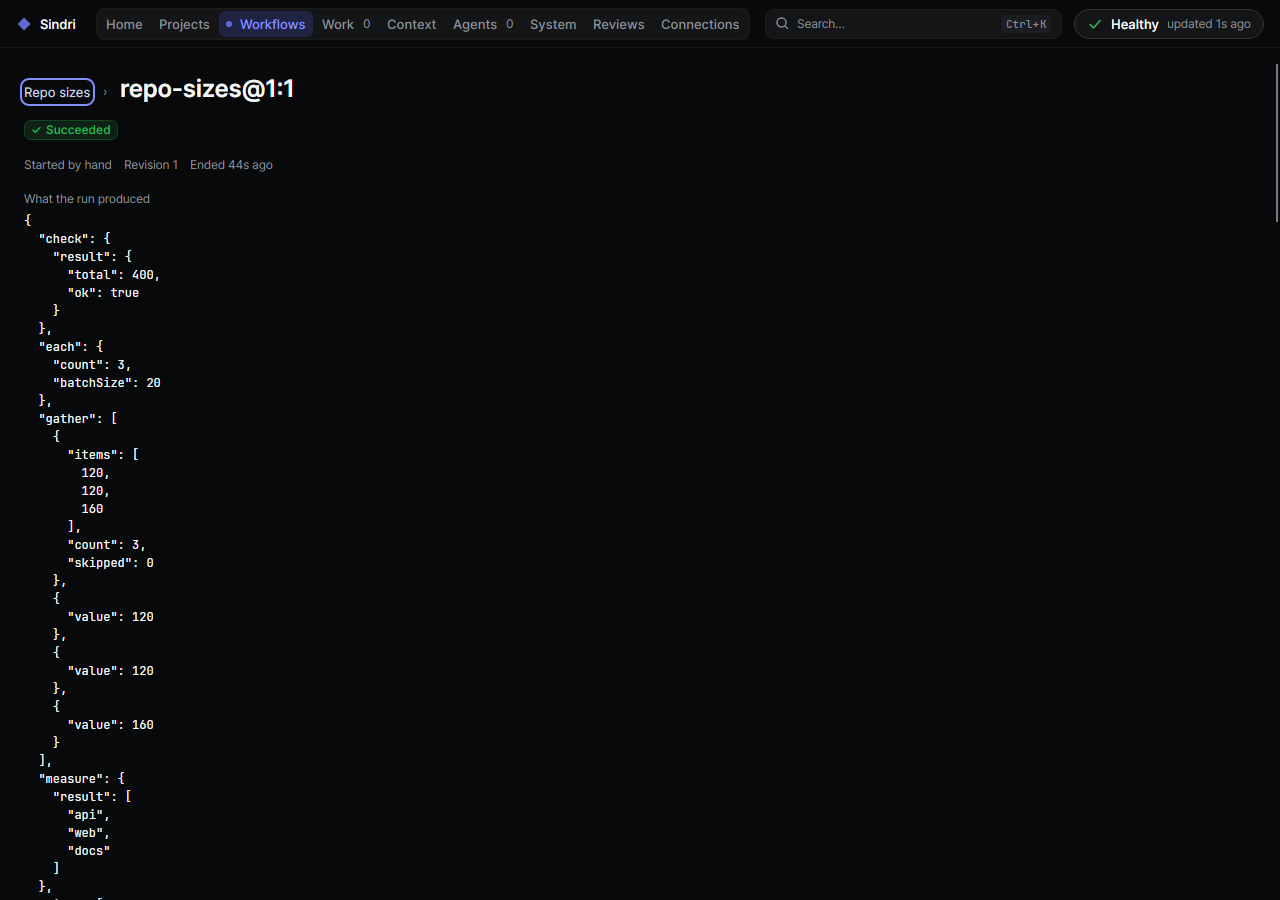 Sindri
Home Projects Workflows Work 0 Context Agents 0 System Reviews Connections
Search... Ctrl+K
Healthy updated 1s ago
Repo sizes › repo-sizes@1:1
Succeeded
Started by hand Revision 1 Ended 44s ago
What the run produced
{
  "check": {
    "result": {
      "total": 400,
      "ok": true
    }
  },
  "each": {
    "count": 3,
    "batchSize": 20
  },
  "gather": [
    {
      "items": [
        120,
        120,
        160
      ],
      "count": 3,
      "skipped": 0
    },
    {
      "value": 120
    },
    {
      "value": 120
    },
    {
      "value": 160
    }
  ],
  "measure": {
    "result": [
      "api",
      "web",
      "docs"
    ]
  },